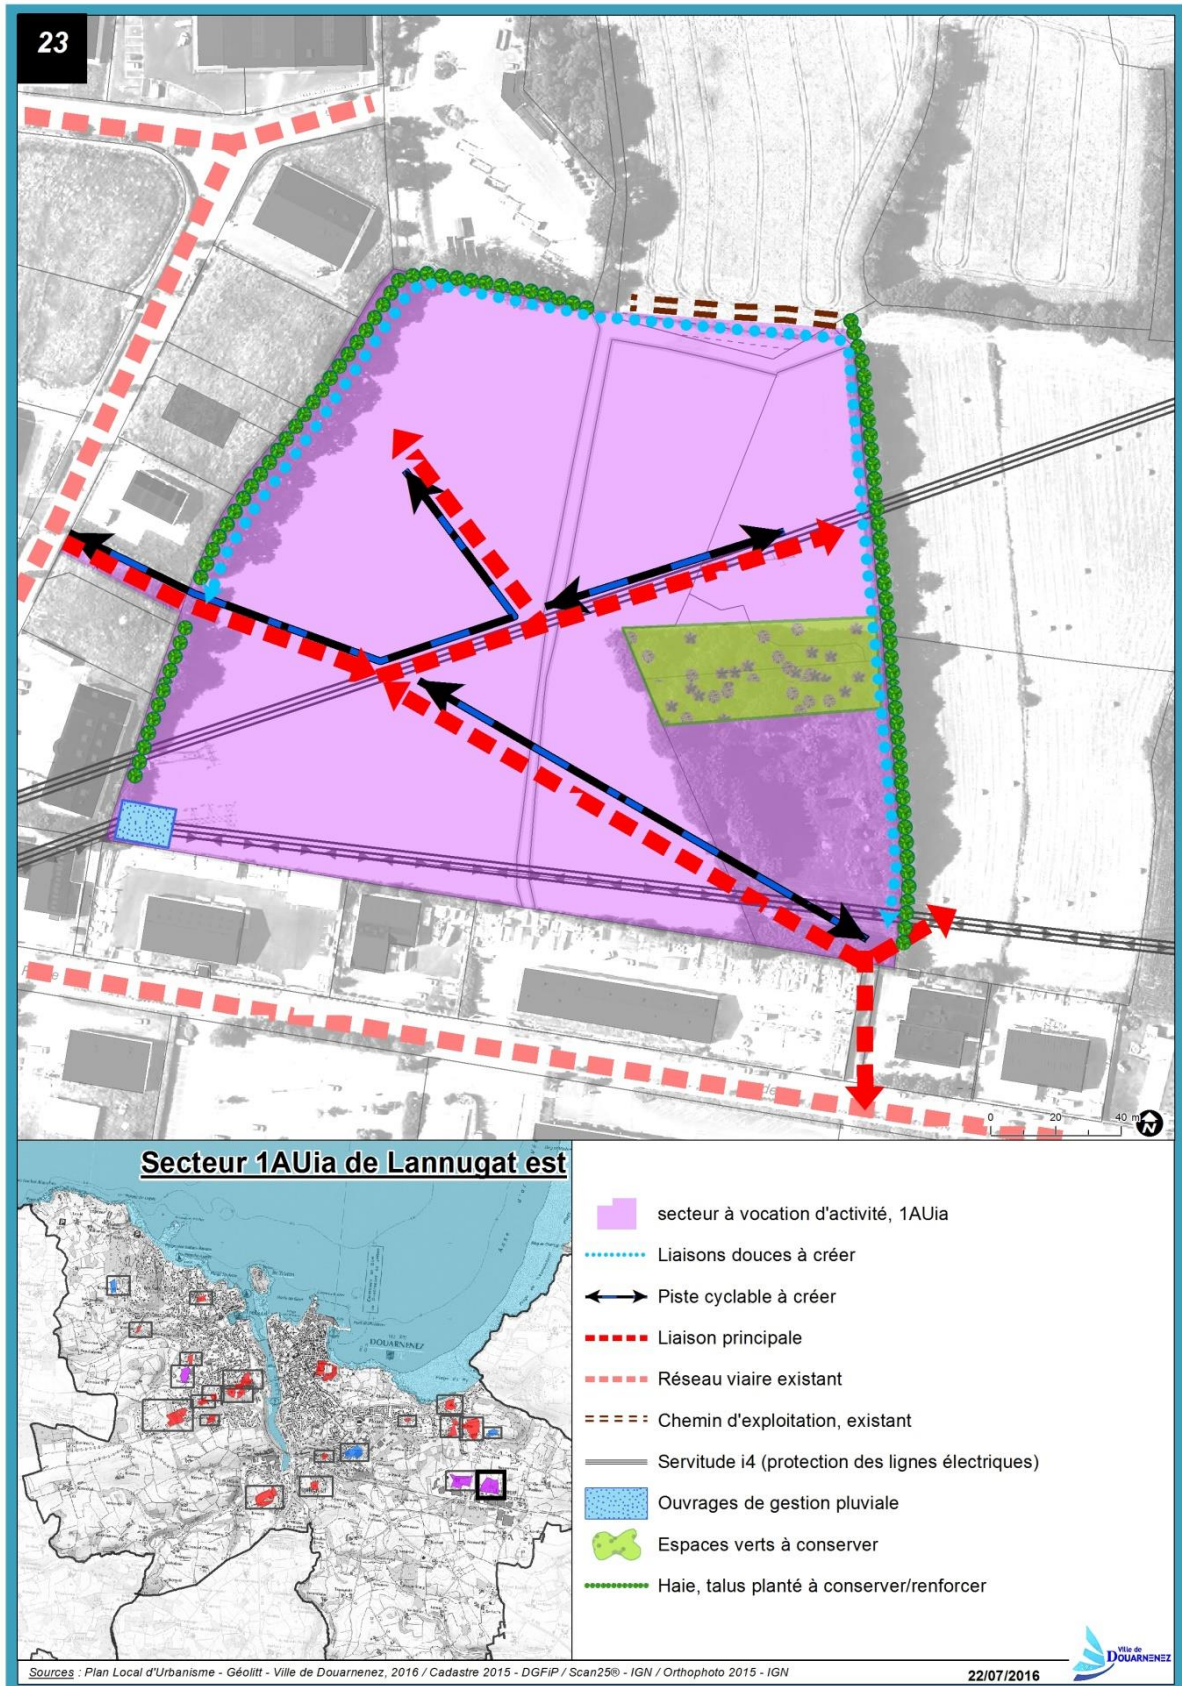 23
0 20 40 m
N
Secteur 1AUia de Lannugat est
DOUARNENEZ
secteur à vocation d'activité, 1AUia
Liaisons douces à créer
Piste cyclable à créer
Liaison principale
Réseau viaire existant
Chemin d'exploitation, existant
Servitude i4 (protection des lignes électriques)
Ouvrages de gestion pluviale
Espaces verts à conserver
Haie, talus planté à conserver/renforcer
Sources : Plan Local d'Urbanisme - Géolitt - Ville de Douarnenez, 2016 / Cadastre 2015 - DGFiP / Scan25® - IGN / Orthophoto 2015 - IGN
22/07/2016
Ville de
DOUARNENEZ